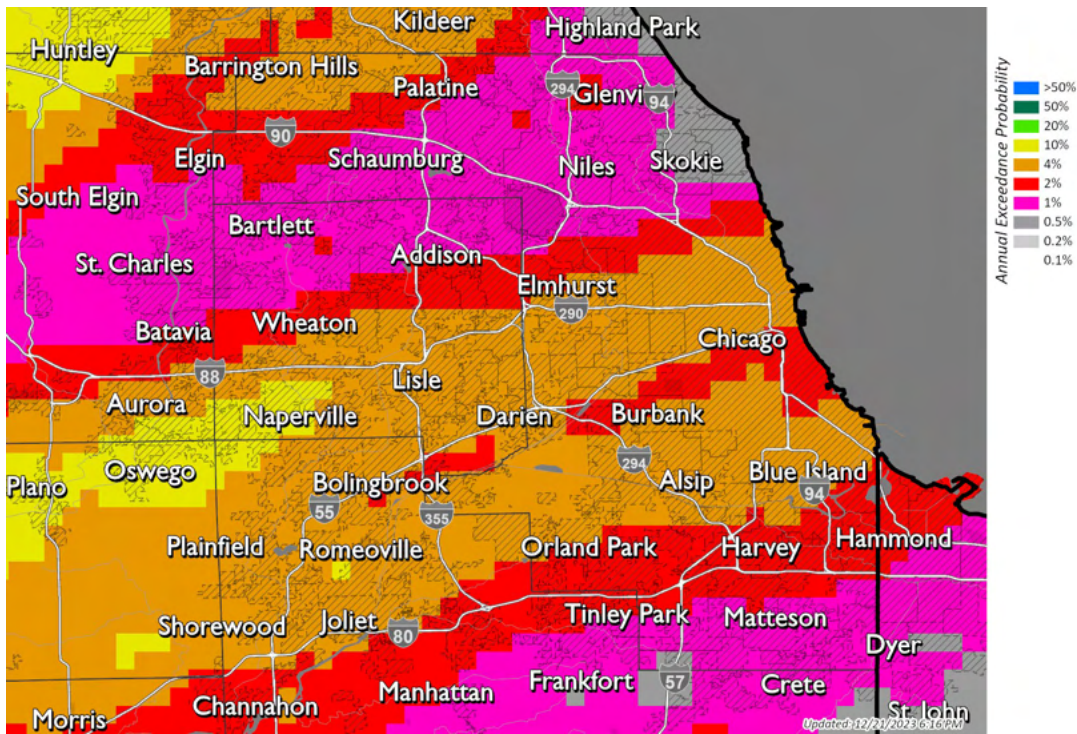 Kildeer
Highland Park
Huntley
Barrington Hills
Palatine
294
Glenvi
94
90
Elgin
Schaumburg
Niles
Skokie
South Elgin
Bartlett
St. Charles
Addison
Elmhurst
290
Batavia
Wheaton
Chicago
88
Lisle
Aurora
Naperville
Darien
Burbank
Oswego
294
Plano
Bolingbrook
Alsip
Blue Island
94
55
355
Plainfield
Romeoville
Orland Park
Harvey
Hammond
Shorewood
Joliet
80
Tinley Park
Matteson
Dyer
Frankfort
57
Crete
Channahon
Manhattan
Morris
St. John
Updated: 12/21/2023 6:16 PM
Annual Exceedance Probability
>50%
50%
20%
10%
4%
2%
1%
0.5%
0.2%
0.1%